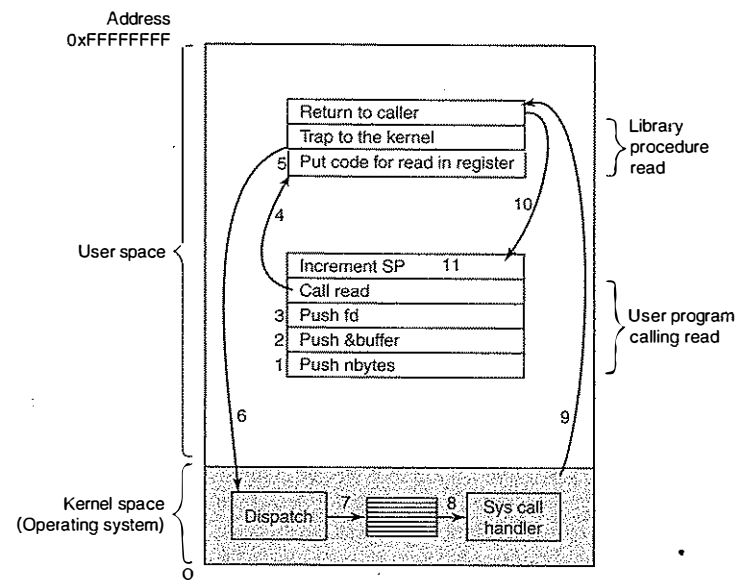 Address
0xFFFFFFFF
Return to caller
Trap to the kernel
5 Put code for read in register
Library
procedure
read
4
10
User space
Increment SP 11
Call read
3 Push fd
2 Push &buffer
1 Push nbytes
User program
calling read
6
9
Kernel space
(Operating system)
Dispatch
7
8
Sys call
handler
0